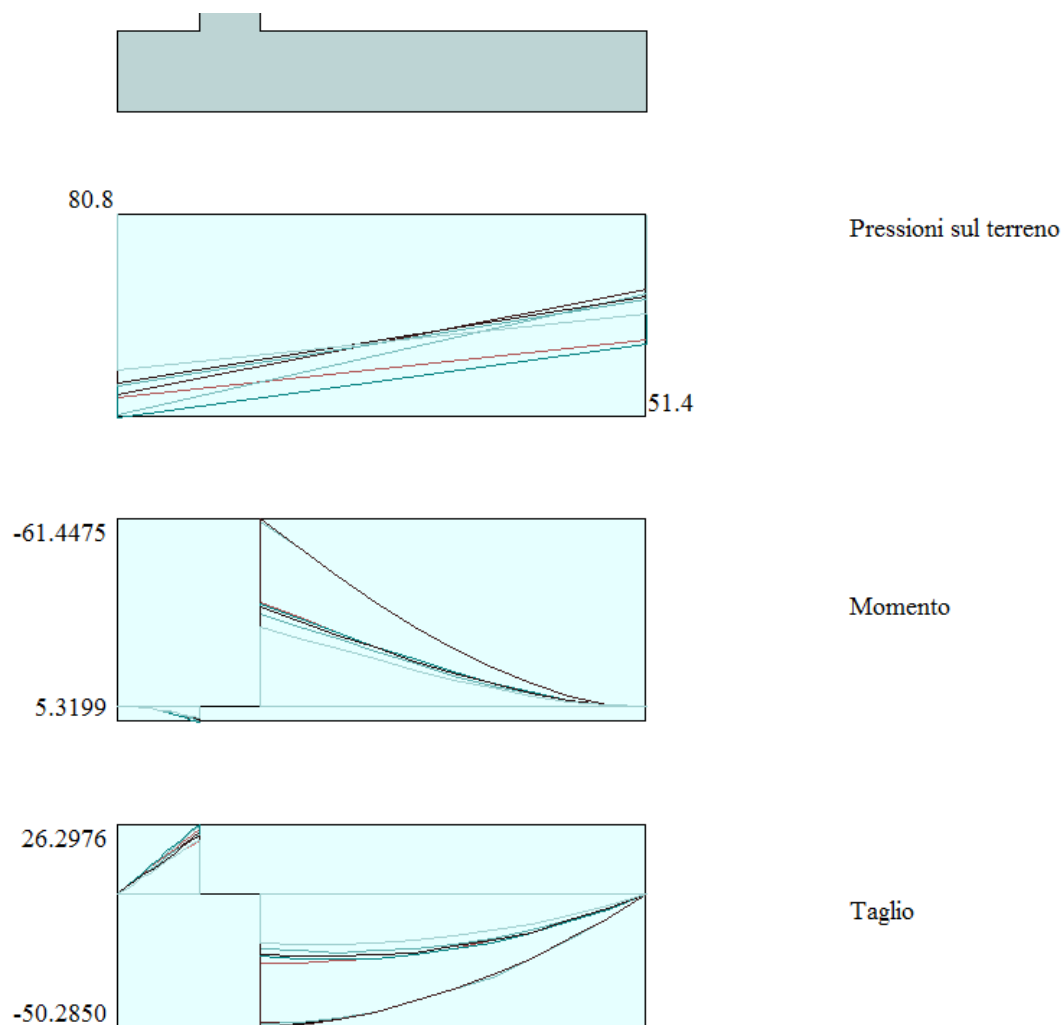 80.8
Pressioni sul terreno
51.4
-61.4475
Momento
5.3199
26.2976
Taglio
-50.2850